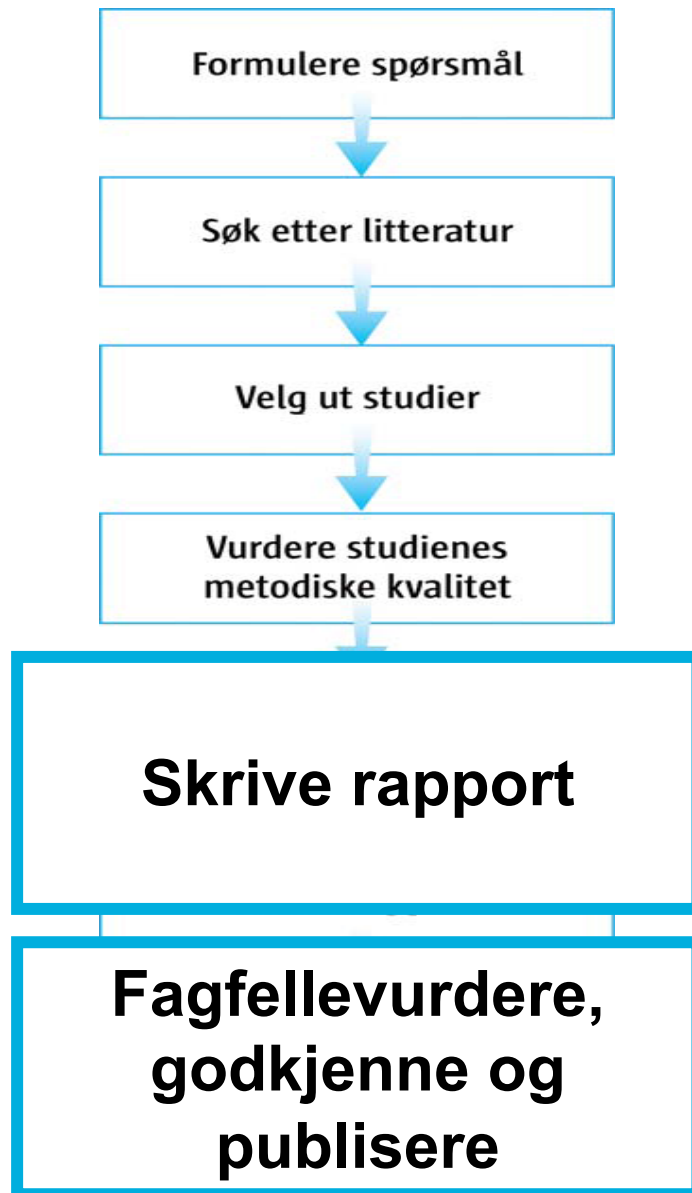 Formulere spørsmål
Søk etter litteratur
Velg ut studier
Vurdere studienes
metodiske kvalitet
Skrive rapport
Fagfellevurdere,
godkjenne og
publisere